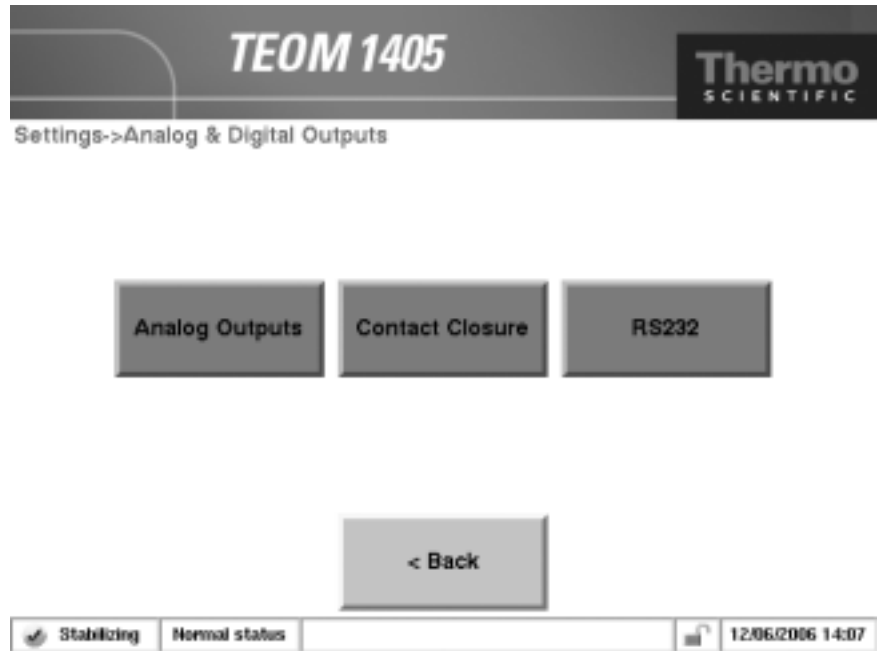 TEOM 1405
Thermo
SCIENTIFIC
Settings->Analog & Digital Outputs
Analog Outputs
Contact Closure
RS232
< Back
Stabilizing
Normal status
12/06/2006 14:07